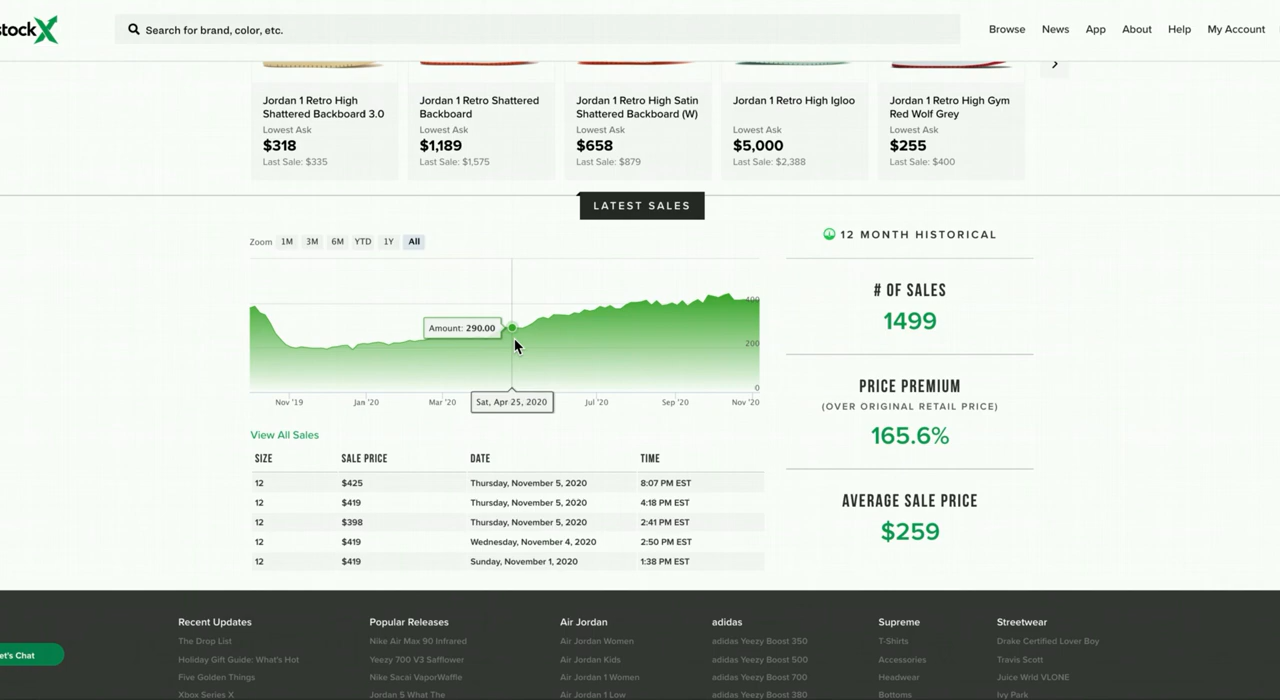 stockX
Search for brand, color, etc.
Browse News App About Help My Account
Jordan 1 Retro High
Shattered Backboard 3.0
Lowest Ask
$318
Last Sale: $335
Jordan 1 Retro Shattered
Backboard
Lowest Ask
$1,189
Last Sale: $1,575
Jordan 1 Retro High Satin
Shattered Backboard (W)
Lowest Ask
$658
Last Sale: $879
Jordan 1 Retro High Igloo
Lowest Ask
$5,000
Last Sale: $2,388
Jordan 1 Retro High Gym
Red Wolf Grey
Lowest Ask
$255
Last Sale: $400
LATEST SALES
Zoom 1M 3M 6M YTD 1Y All
400
Amount: 290.00
200
0
Nov '19 Jan '20 Mar '20 Sat, Apr 25, 2020 Jul '20 Sep '20 Nov '20
View All Sales
SIZE SALE PRICE DATE TIME
12 $425 Thursday, November 5, 2020 8:07 PM EST
12 $419 Thursday, November 5, 2020 4:18 PM EST
12 $398 Thursday, November 5, 2020 2:41 PM EST
12 $419 Wednesday, November 4, 2020 2:50 PM EST
12 $419 Sunday, November 1, 2020 1:38 PM EST
12 MONTH HISTORICAL
# OF SALES
1499
PRICE PREMIUM
(OVER ORIGINAL RETAIL PRICE)
165.6%
AVERAGE SALE PRICE
$259
et's Chat
Recent Updates
The Drop List
Holiday Gift Guide: What's Hot
Five Golden Things
Xbox Series X
Popular Releases
Nike Air Max 90 Infrared
Yeezy 700 V3 Safflower
Nike Sacai VaporWaffle
Jordan 5 What The
Air Jordan
Air Jordan Women
Air Jordan Kids
Air Jordan 1 Women
Air Jordan 1 Low
adidas
adidas Yeezy Boost 350
adidas Yeezy Boost 500
adidas Yeezy Boost 700
adidas Yeezy Boost 380
Supreme
T-Shirts
Accessories
Headwear
Bottoms
Streetwear
Drake Certified Lover Boy
Travis Scott
Juice Wrld VLONE
Ivy Park